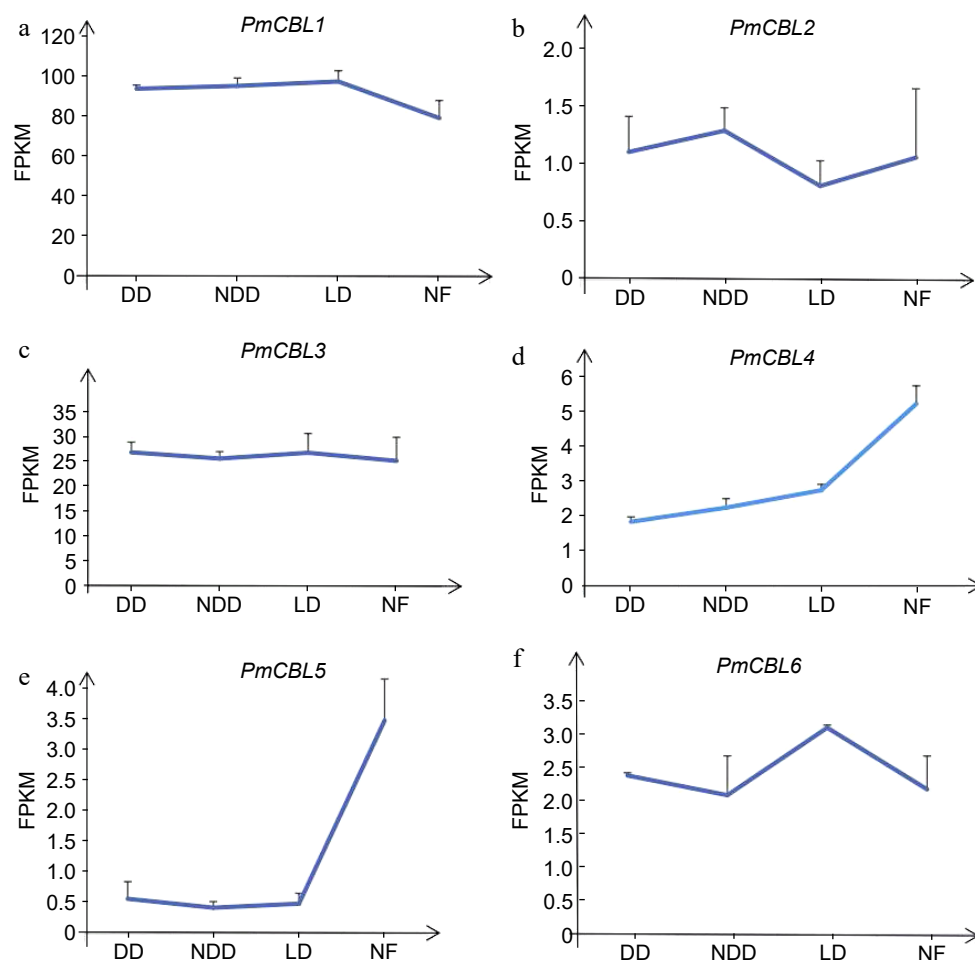 a PmCBL1
120
100
80
60
40
20
0
FPKM
DD NDD LD NF
b PmCBL2
2.0
1.5
1.0
0.5
0
FPKM
DD NDD LD NF
c PmCBL3
35
30
25
20
15
10
5
0
FPKM
DD NDD LD NF
d PmCBL4
6
5
4
3
2
1
0
FPKM
DD NDD LD NF
e PmCBL5
4.0
3.5
3.0
2.5
2.0
1.5
1.0
0.5
0
FPKM
DD NDD LD NF
f PmCBL6
3.5
3.0
2.5
2.0
1.5
1.0
0.5
0
FPKM
DD NDD LD NF